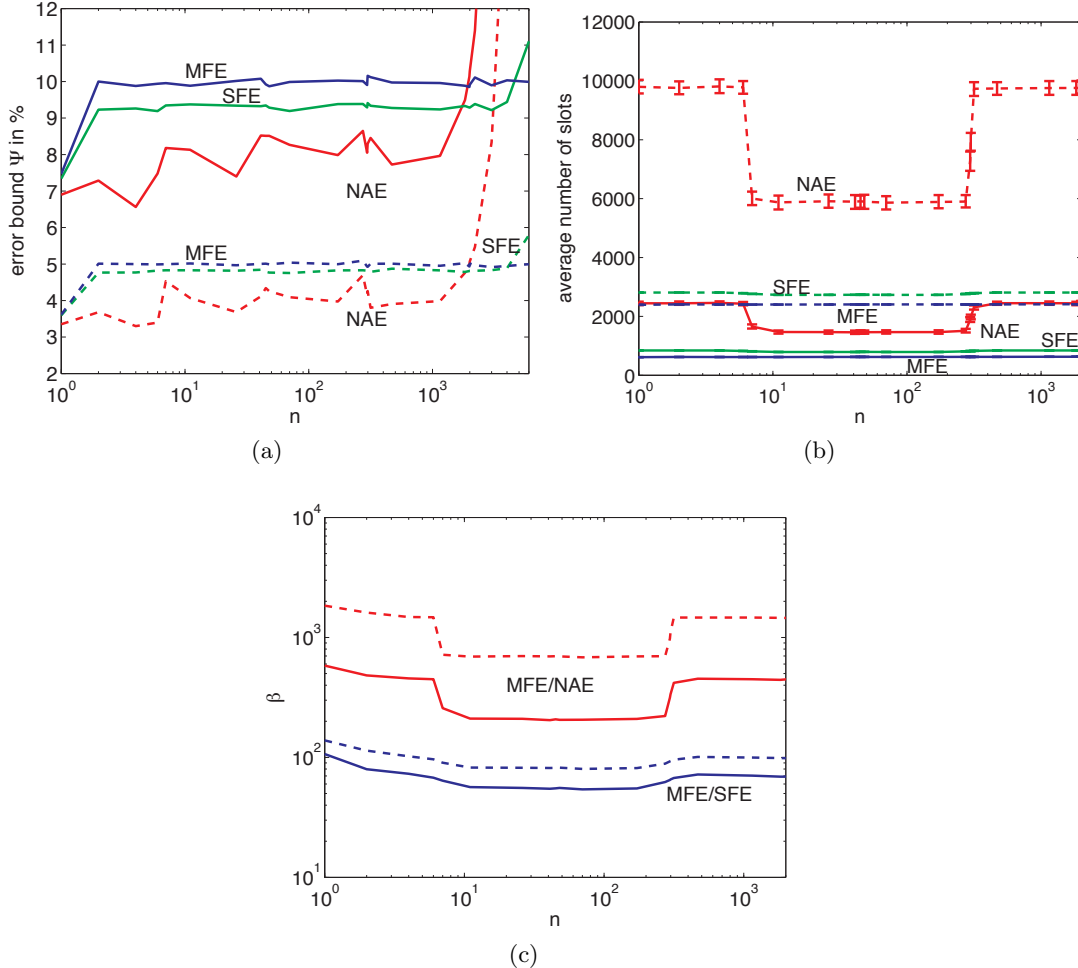 12
11
10
9
8
7
6
5
4
3
2
error bound Ψ in %
MFE
SFE
NAE
MFE
SFE
NAE
10^0
10^1
10^2
10^3
n
(a)
12000
10000
8000
6000
4000
2000
0
average number of slots
NAE
SFE
MFE
NAE
SFE
MFE
10^0
10^1
10^2
10^3
n
(b)
10^4
10^3
10^2
10^1
β
MFE/NAE
MFE/SFE
10^0
10^1
10^2
10^3
n
(c)